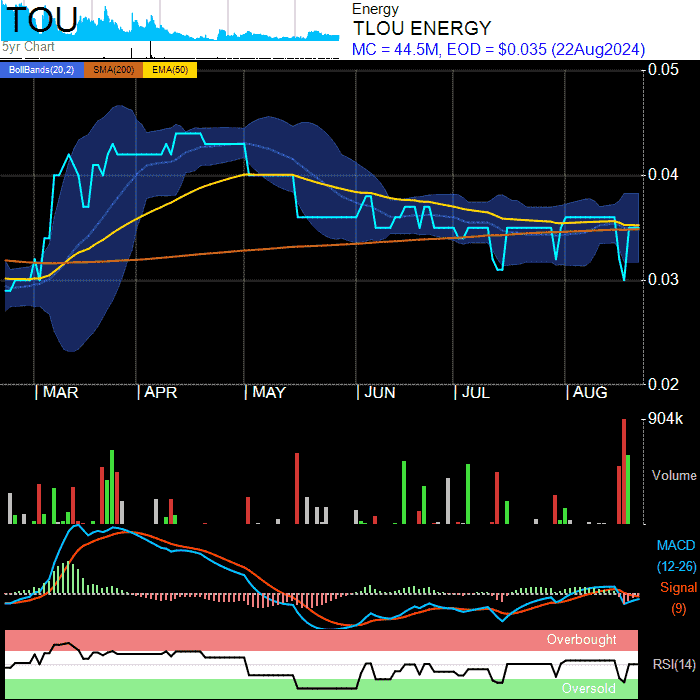 TOU
5yr Chart
Energy
TLOU ENERGY
MC = 44.5M, EOD = $0.035 (22Aug2024)
BollBands(20,2) SMA(200) EMA(50)
0.05
0.04
0.03
0.02
| MAR | APR | MAY | JUN | JUL | AUG
904k
Volume
MACD
(12-26)
Signal
(9)
Overbought
RSI(14)
Oversold